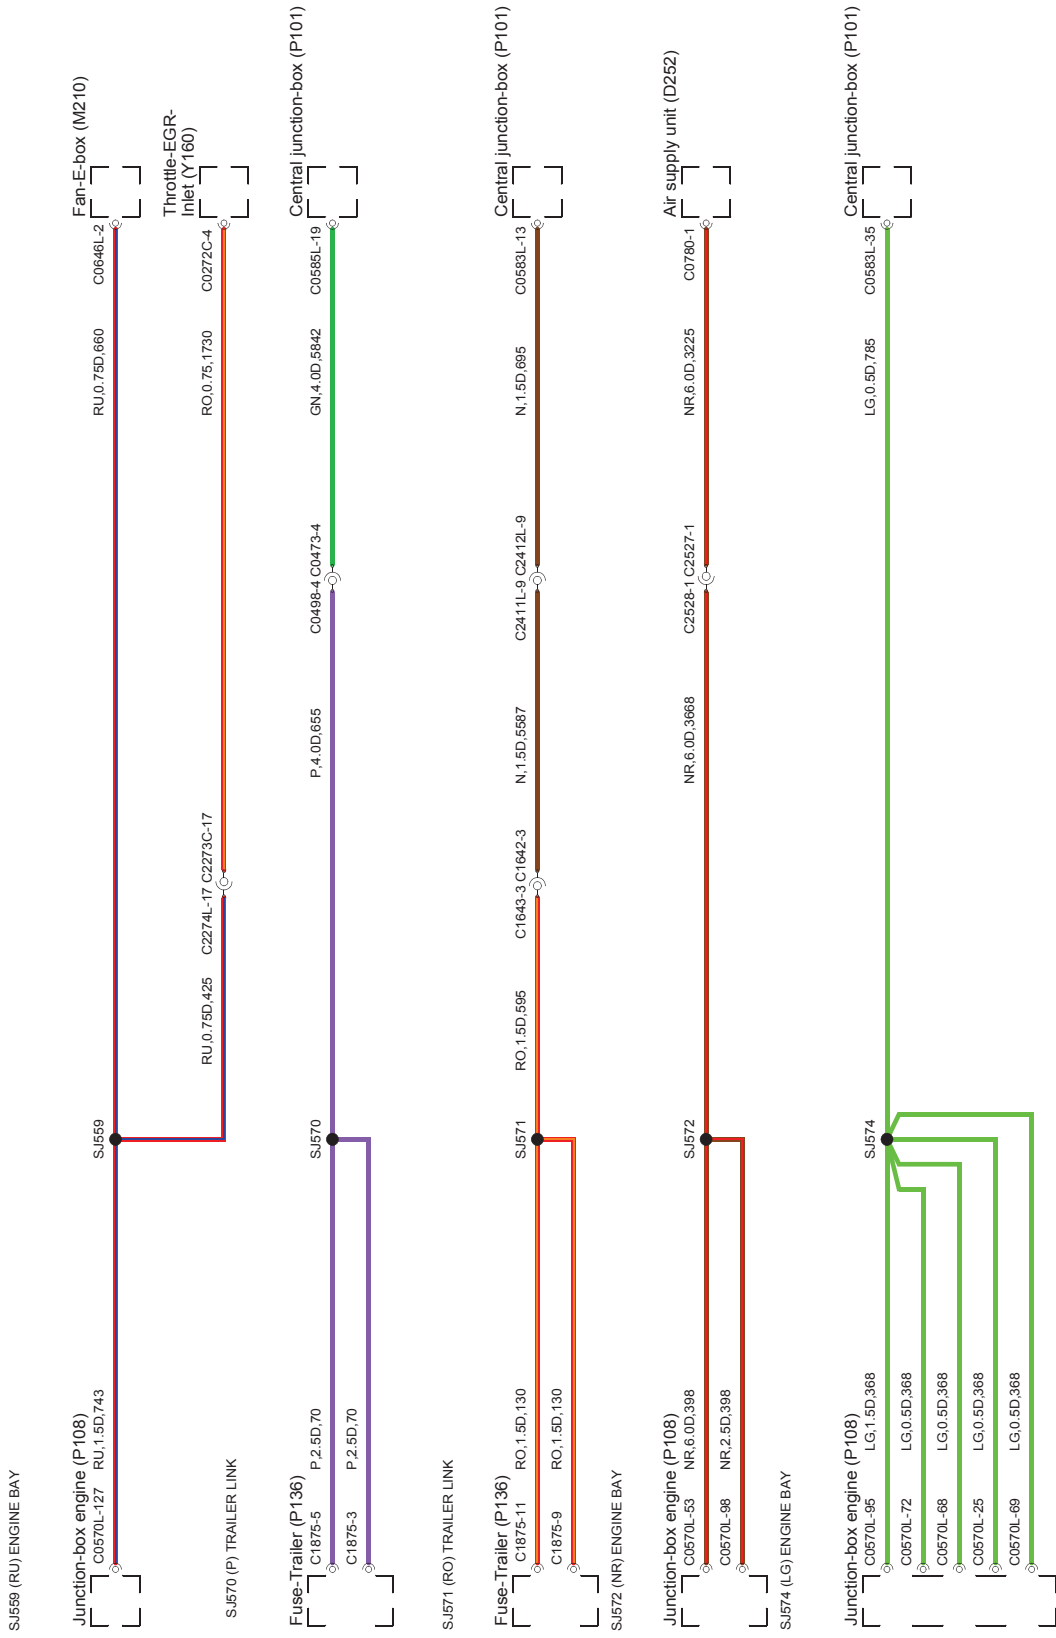 SJ559 (RU) ENGINE BAY
Junction-box engine (P108)
C0570L-127
RU,1.5D,743
SJ559
RU,0.75D,660
C0646L-2
Fan-E-box (M210)
RU,0.75D,425
C2274L-17
C2273C-17
RO,0.75,1730
C0272C-4
Throttle-EGR-
Inlet (Y160)
SJ570 (P) TRAILER LINK
Fuse-Trailer (P136)
C1875-5
P,2.5D,70
C1875-3
P,2.5D,70
SJ570
P,4.0D,655
C0498-4
C0473-4
GN,4.0D,5842
C0585L-19
Central junction-box (P101)
SJ571 (RO) TRAILER LINK
Fuse-Trailer (P136)
C1875-11
RO,1.5D,130
C1875-9
RO,1.5D,130
SJ571
RO,1.5D,595
C1643-3
C1642-3
N,1.5D,5587
C2411L-9
C2412L-9
N,1.5D,695
C0583L-13
Central junction-box (P101)
SJ572 (NR) ENGINE BAY
Junction-box engine (P108)
C0570L-53
NR,6.0D,398
C0570L-98
NR,2.5D,398
SJ572
NR,6.0D,3668
C2528-1
C2527-1
NR,6.0D,3225
C0780-1
Air supply unit (D252)
SJ574 (LG) ENGINE BAY
Junction-box engine (P108)
C0570L-95
LG,1.5D,368
C0570L-72
LG,0.5D,368
C0570L-68
LG,0.5D,368
C0570L-25
LG,0.5D,368
C0570L-69
LG,0.5D,368
SJ574
LG,0.5D,785
C0583L-35
Central junction-box (P101)